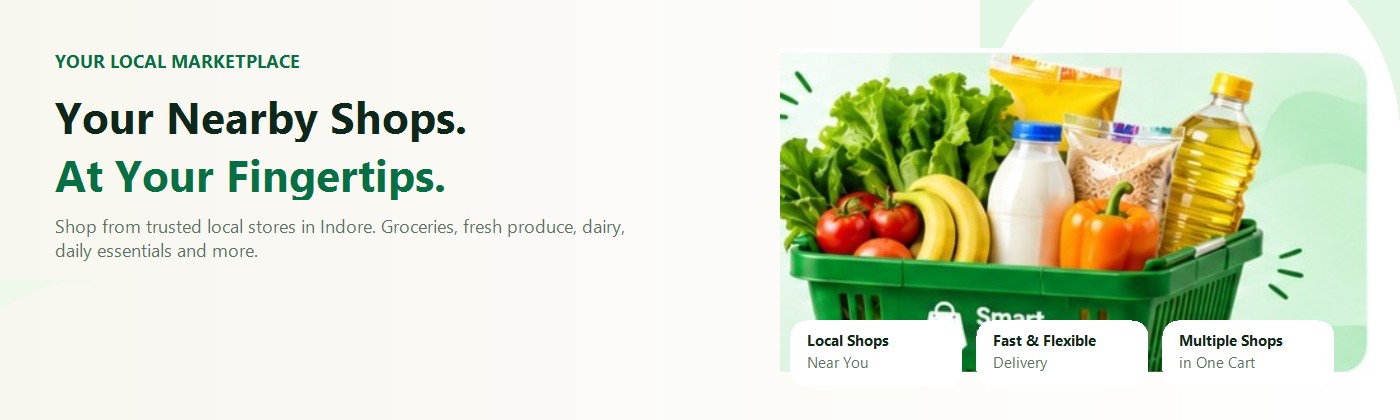 YOUR LOCAL MARKETPLACE
Your Nearby Shops.
At Your Fingertips.
Shop from trusted local stores in Indore. Groceries, fresh produce, dairy,
daily essentials and more.
Smart
Local Shops
Near You
Fast & Flexible
Delivery
Multiple Shops
in One Cart